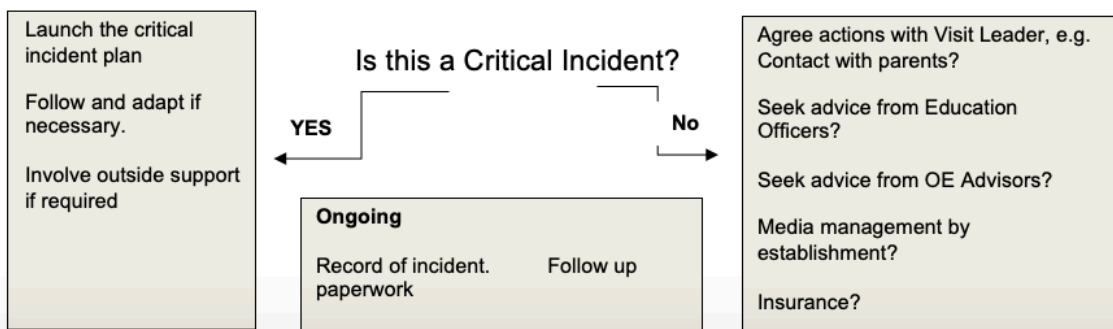 Launch the critical
incident plan
Follow and adapt if
necessary.
Involve outside support
if required
Is this a Critical Incident?
YES
No
Ongoing
Record of incident. Follow up
paperwork
Agree actions with Visit Leader, e.g.
Contact with parents?
Seek advice from Education
Officers?
Seek advice from OE Advisors?
Media management by
establishment?
Insurance?